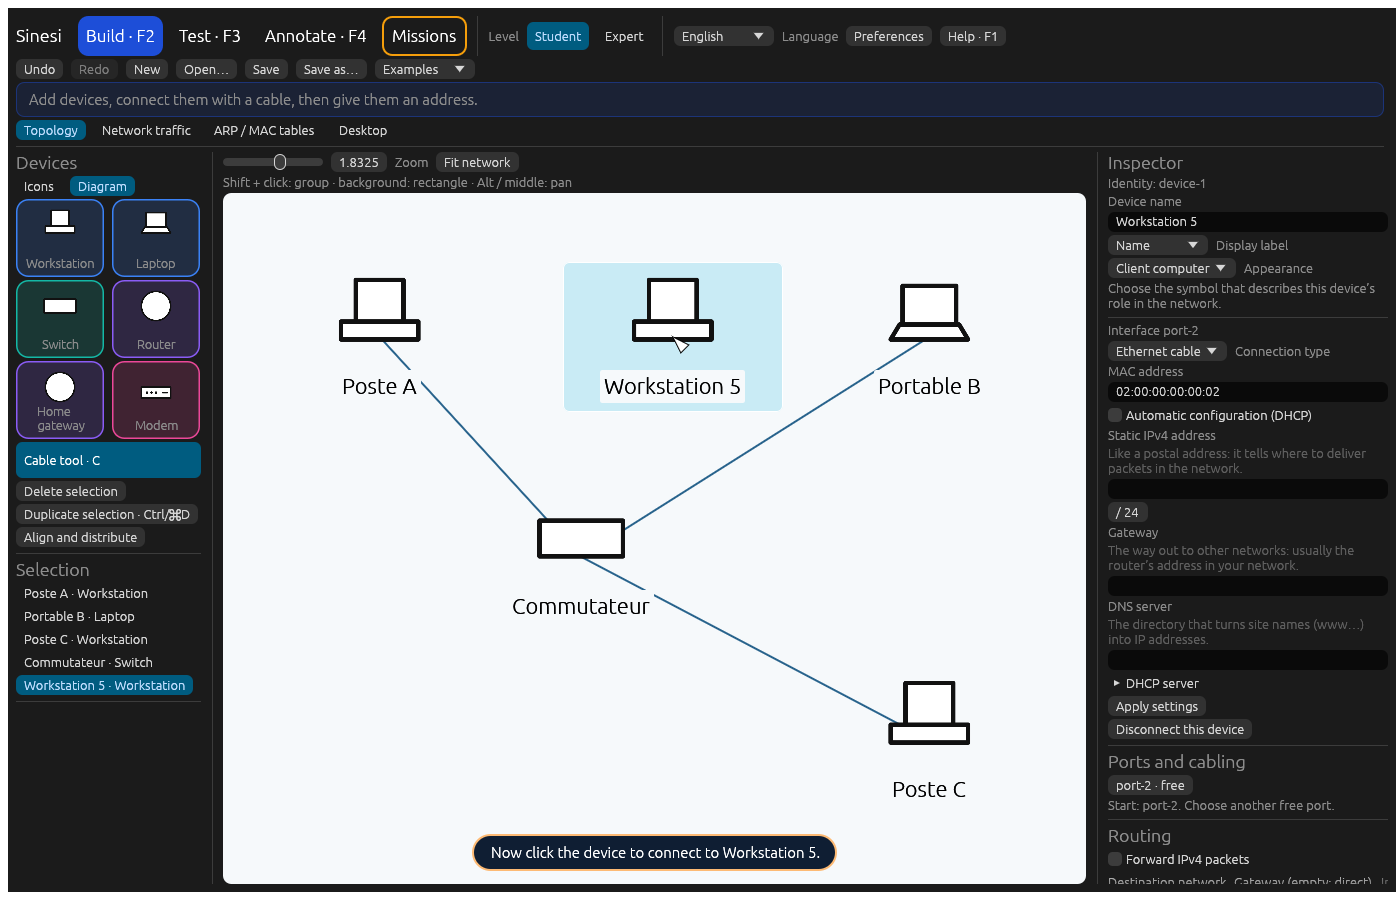 Sinesi Build · F2 Test · F3 Annotate · F4 Missions Level Student Expert English Language Preferences Help · F1
Undo Redo New Open... Save Save as... Examples
Add devices, connect them with a cable, then give them an address.
Topology Network traffic ARP / MAC tables Desktop
Devices
Icons Diagram
Workstation Laptop
Switch Router
Home gateway Modem
Cable tool · C
Delete selection
Duplicate selection · Ctrl/⌘D
Align and distribute
Selection
Poste A · Workstation
Portable B · Laptop
Poste C · Workstation
Commutateur · Switch
Workstation 5 · Workstation
1.8325 Zoom Fit network
Shift + click: group · background: rectangle · Alt / middle: pan
Poste A Workstation 5 Portable B
Commutateur
Poste C
Now click the device to connect to Workstation 5.
Inspector
Identity: device-1
Device name
Workstation 5
Name Display label
Client computer Appearance
Choose the symbol that describes this device's
role in the network.
Interface port-2
Ethernet cable Connection type
MAC address
02:00:00:00:00:02
Automatic configuration (DHCP)
Static IPv4 address
Like a postal address: it tells where to deliver
packets in the network.
/ 24
Gateway
The way out to other networks: usually the
router's address in your network.
DNS server
The directory that turns site names (www...)
into IP addresses.
DHCP server
Apply settings
Disconnect this device
Ports and cabling
port-2 · free
Start: port-2. Choose another free port.
Routing
Forward IPv4 packets
Destination network Gateway (empty: direct)